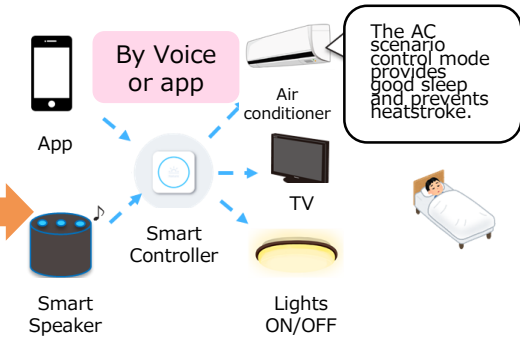 By Voice
or app
The AC
scenario
control mode
provides
good sleep
and prevents
heatstroke.
App
Air
conditioner
TV
Smart
Controller
Smart
Speaker
Lights
ON/OFF